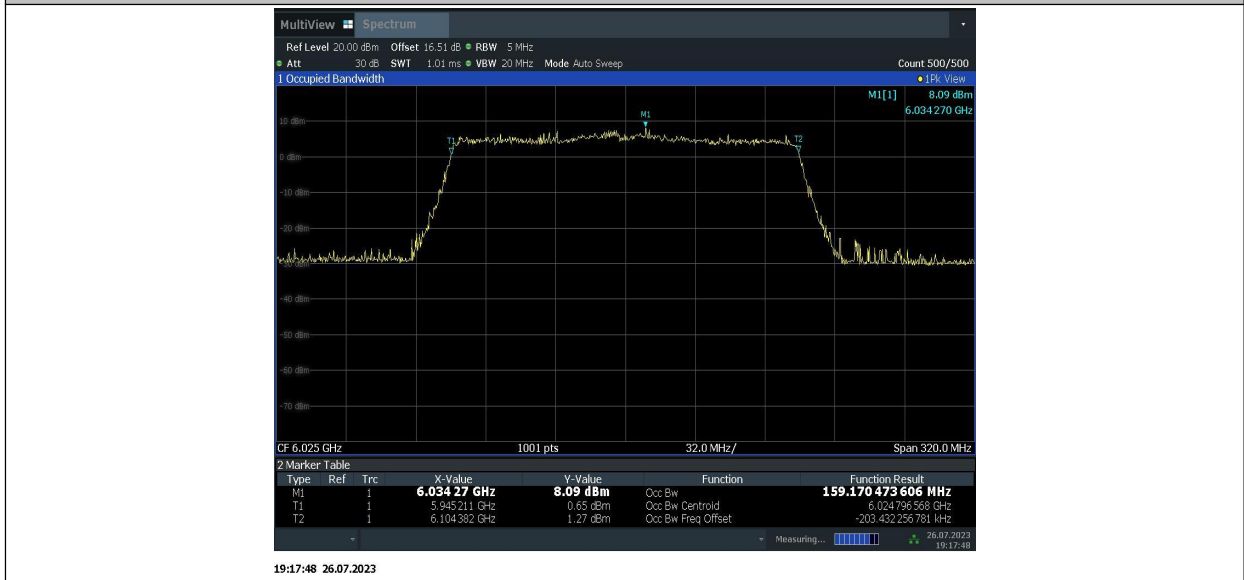 MultiView Spectrum
Ref Level 20.00 dBm Offset 16.51 dB RBW 5 MHz
Att 30 dB SWT 1.01 ms VBW 20 MHz Mode Auto Sweep Count 500/500
1 Occupied Bandwidth 1Pk View
M1[1] 8.09 dBm
6.034270 GHz
M1
10 dBm
T1 T2
0 dBm
-10 dBm
-20 dBm
-30 dBm
-40 dBm
-50 dBm
-60 dBm
-70 dBm
CF 6.025 GHz 1001 pts 32.0 MHz/ Span 320.0 MHz
2 Marker Table
Type Ref Trc X-Value Y-Value Function Function Result
M1 1 6.034 27 GHz 8.09 dBm Occ Bw 159.170 473 606 MHz
T1 1 5.945 211 GHz 0.65 dBm Occ Bw Centroid 6.024 796 568 GHz
T2 1 6.104 382 GHz 1.27 dBm Occ Bw Freq Offset -203.432 256 781 kHz
Measuring... 26.07.2023
19:17:48
19:17:48 26.07.2023